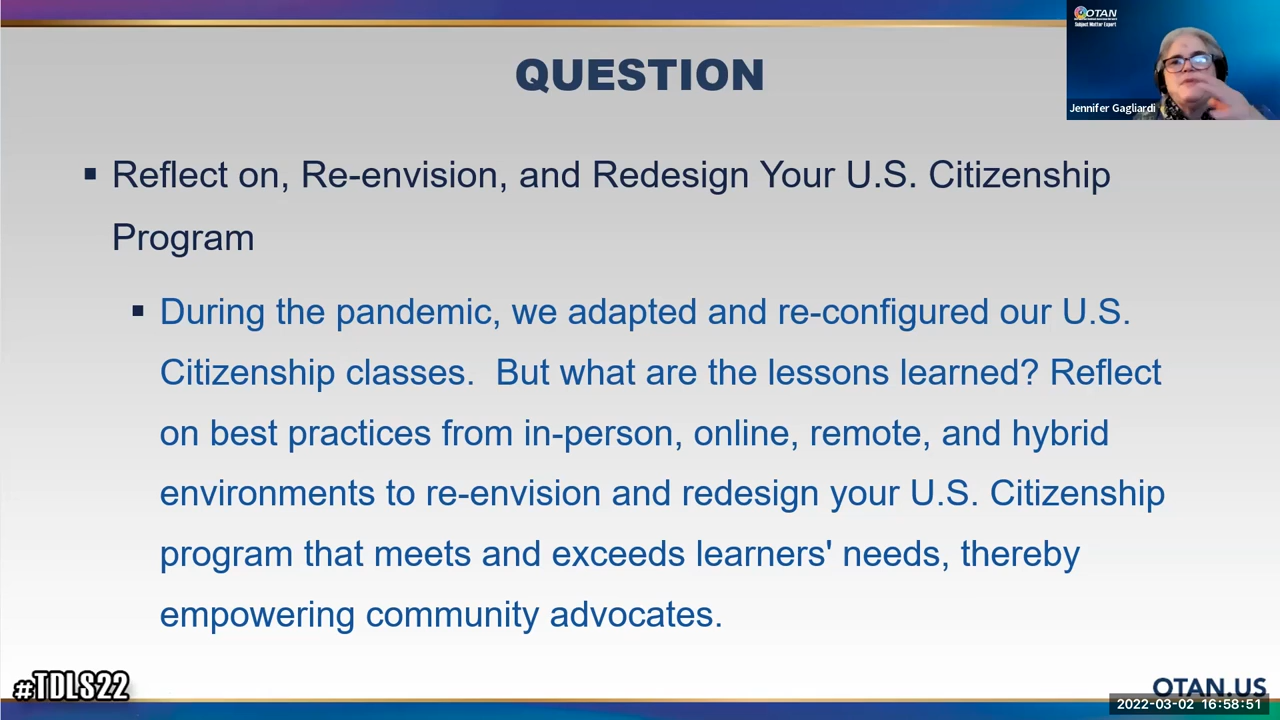 OTAN
Subject Matter Expert
Jennifer Gagliardi
QUESTION
▪ Reflect on, Re-envision, and Redesign Your U.S. Citizenship
Program
▪ During the pandemic, we adapted and re-configured our U.S.
Citizenship classes.  But what are the lessons learned? Reflect
on best practices from in-person, online, remote, and hybrid
environments to re-envision and redesign your U.S. Citizenship
program that meets and exceeds learners' needs, thereby
empowering community advocates.
#TDLS22
OTAN.US
2022-03-02 16:58:51